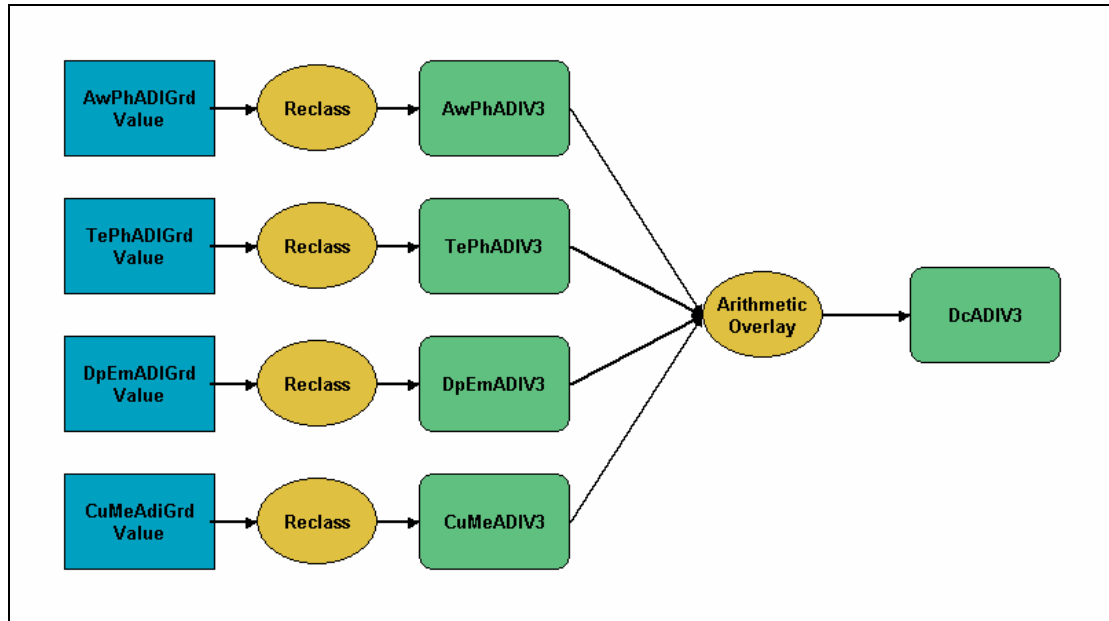 AwPhADIGrd
Value
Reclass
AwPhADIV3
TePhADIGrd
Value
Reclass
TePhADIV3
Arithmetic
Overlay
DcADIV3
DpEmADIGrd
Value
Reclass
DpEmADIV3
CuMeAdiGrd
Value
Reclass
CuMeADIV3